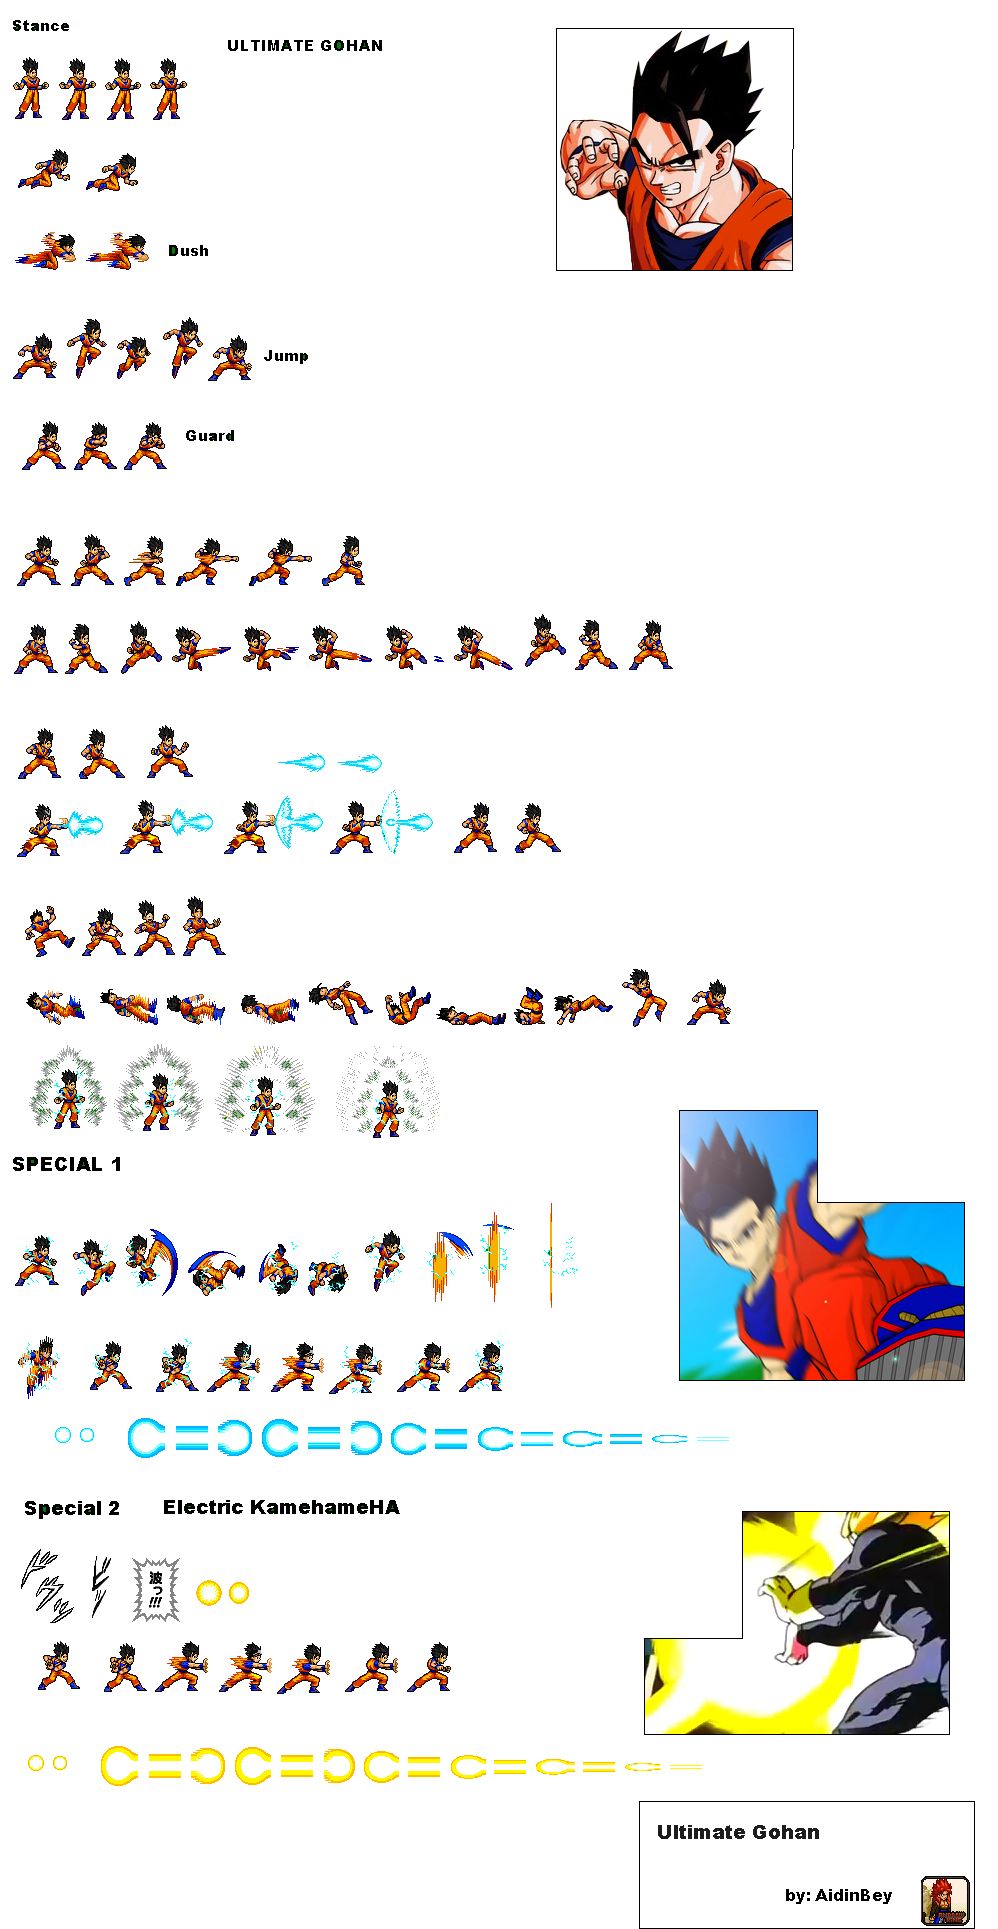 Stance
ULTIMATE GOHAN
Dush
Jump
Guard
SPECIAL 1
Special 2
Electric KamehameHA
波っ!!!
Ultimate Gohan
by: AidinBey